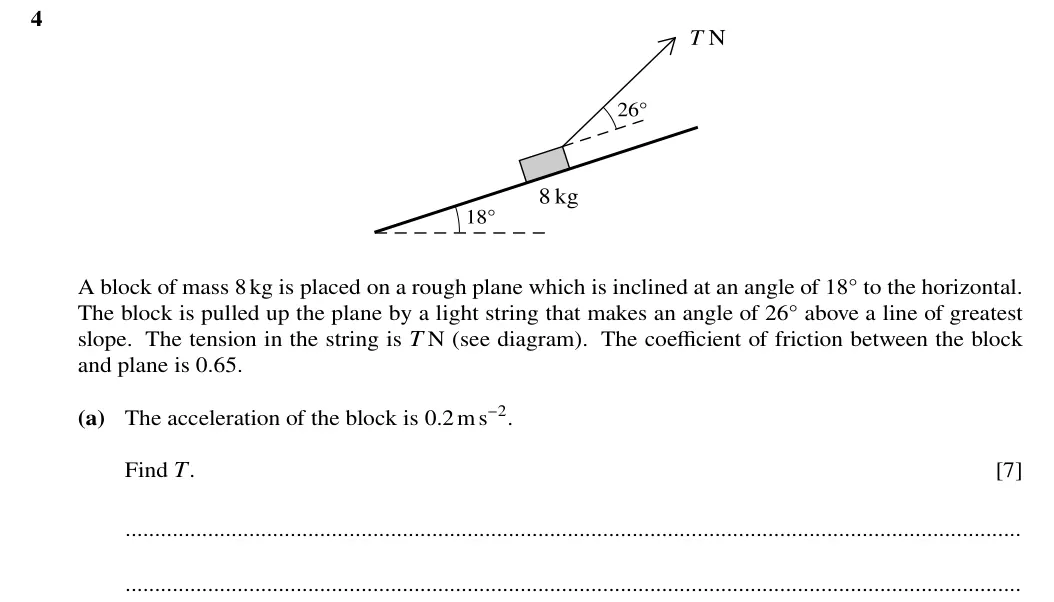 4
T N
26°
8 kg
18°
A block of mass 8 kg is placed on a rough plane which is inclined at an angle of 18° to the horizontal.
The block is pulled up the plane by a light string that makes an angle of 26° above a line of greatest
slope. The tension in the string is T N (see diagram). The coefficient of friction between the block
and plane is 0.65.
(a) The acceleration of the block is 0.2 m s⁻².
Find T. [7]